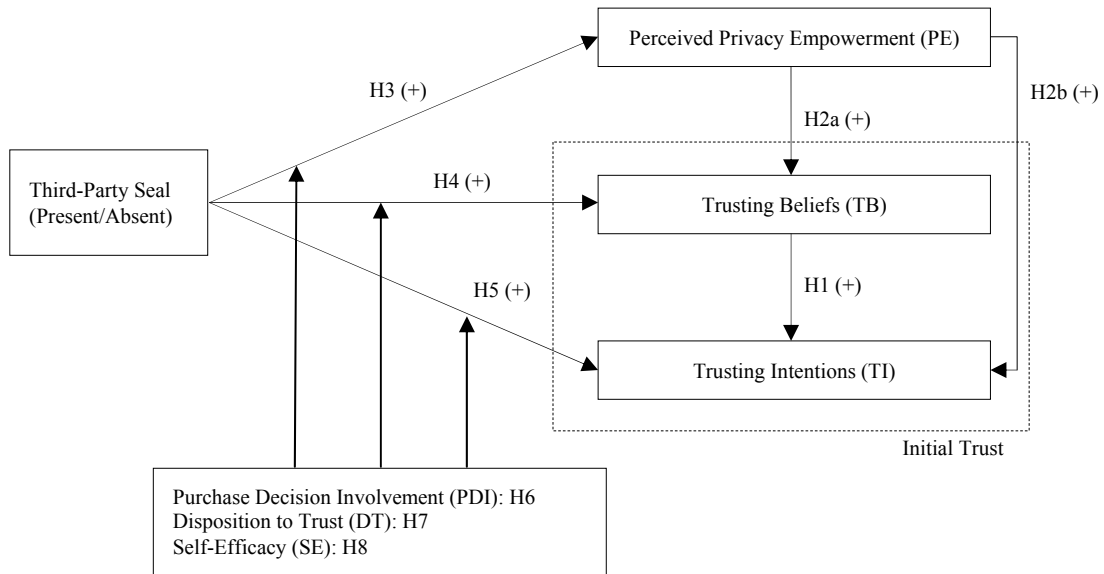 Perceived Privacy Empowerment (PE)
H3 (+)
H2b (+)
H2a (+)
Third-Party Seal
(Present/Absent)
H4 (+)
Trusting Beliefs (TB)
H1 (+)
H5 (+)
Trusting Intentions (TI)
Initial Trust
Purchase Decision Involvement (PDI): H6
Disposition to Trust (DT): H7
Self-Efficacy (SE): H8